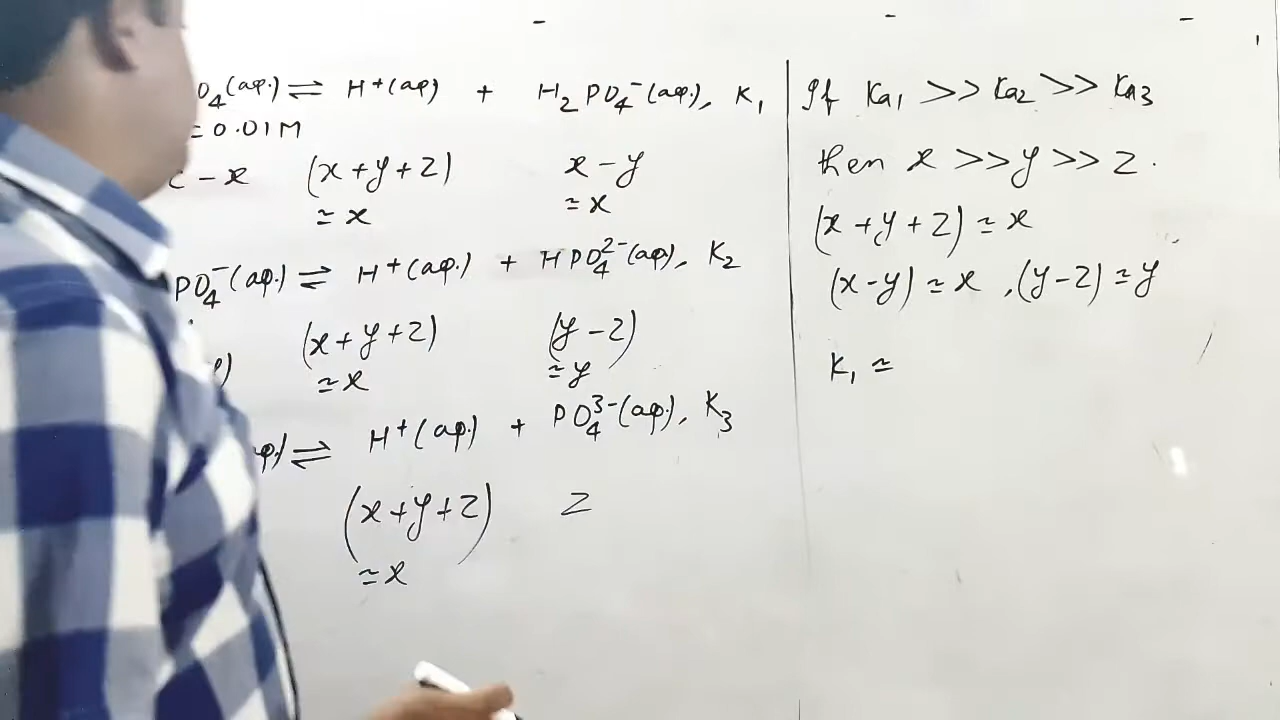 O₄(aq.) ⇌ H⁺(aq) + H₂PO₄⁻(aq.), K₁
= 0.01M
c - x (x+y+z) x-y
≃ x ≃ x
PO₄⁻(aq.) ⇌ H⁺(aq.) + HPO₄²⁻(aq.), K₂
(x+y+z) (y-z)
≃ x ≃ y
⇌ H⁺(aq.) + PO₄³⁻(aq.), K₃
(x+y+z) z
≃ x
If Ka₁ >> Ka₂ >> Ka₃
then x >> y >> z.
(x+y+z) ≃ x
(x-y) ≃ x , (y-z) ≃ y
K₁ ≃